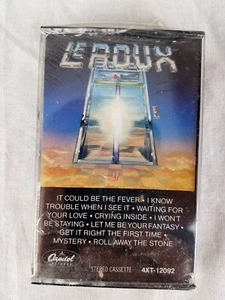 LEROUX
UP
IT COULD BE THE FEVER • I KNOW
TROUBLE WHEN I SEE IT • WAITING FOR
YOUR LOVE • CRYING INSIDE • I WON'T
BE STAYING • LET ME BE YOUR FANTASY •
GET IT RIGHT THE FIRST TIME •
MYSTERY • ROLL AWAY THE STONE
Capitol
STEREO CASSETTE
4XT-12092